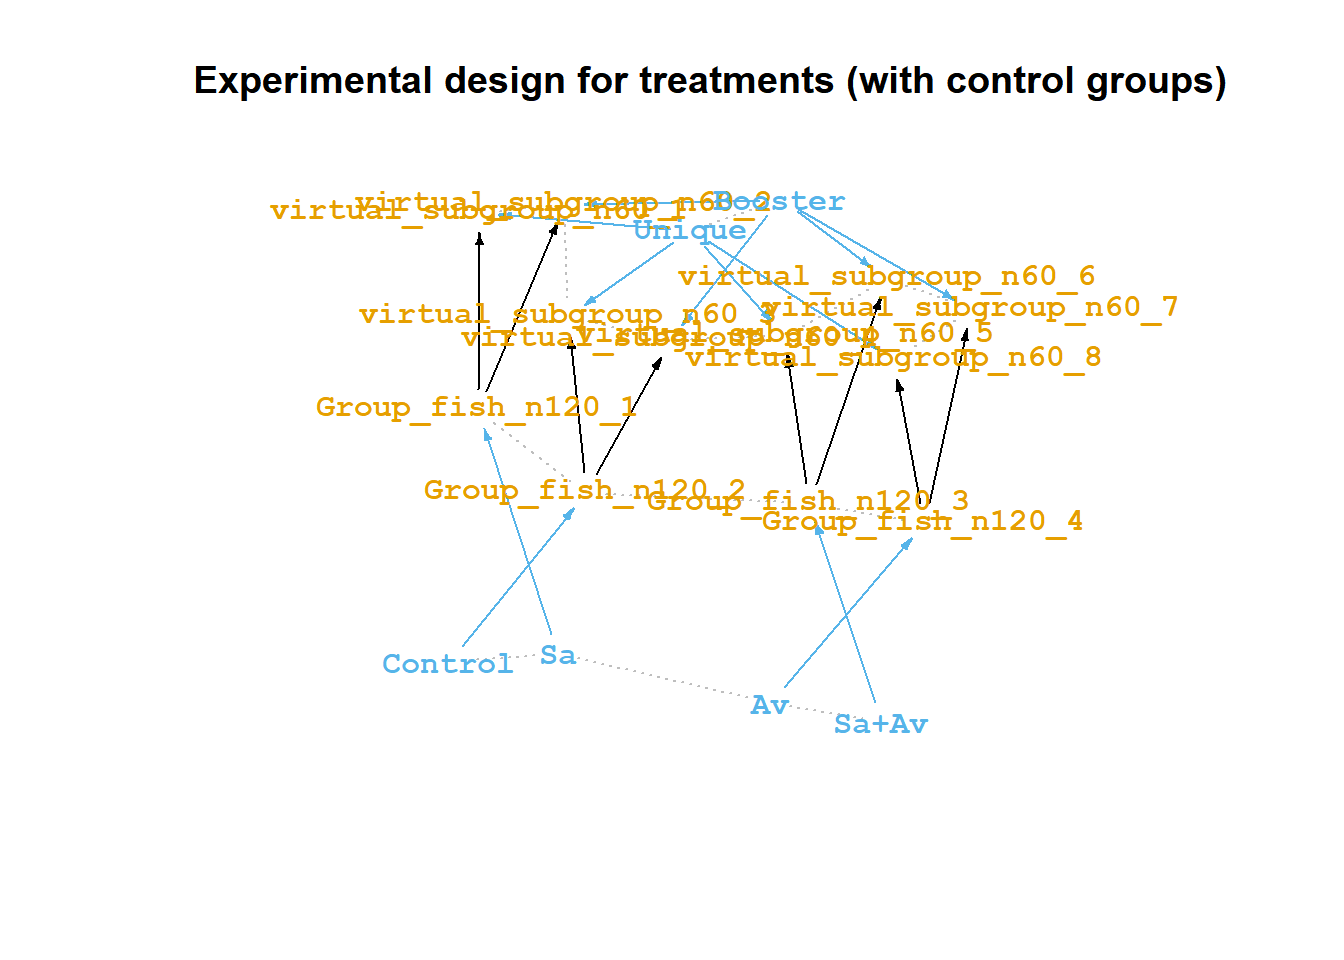 Experimental design for treatments (with control groups)
virtual_subgroup_n60_2
Booster
virtual_subgroup_n60_1
Unique
virtual_subgroup_n60_6
virtual_subgroup_n60_7
virtual_subgroup_n60_3
virtual_subgroup_n60_5
virtual_subgroup_n60_4
virtual_subgroup_n60_8
Group_fish_n120_1
Group_fish_n120_2
Group_fish_n120_3
Group_fish_n120_4
Control
Sa
Av
Sa+Av